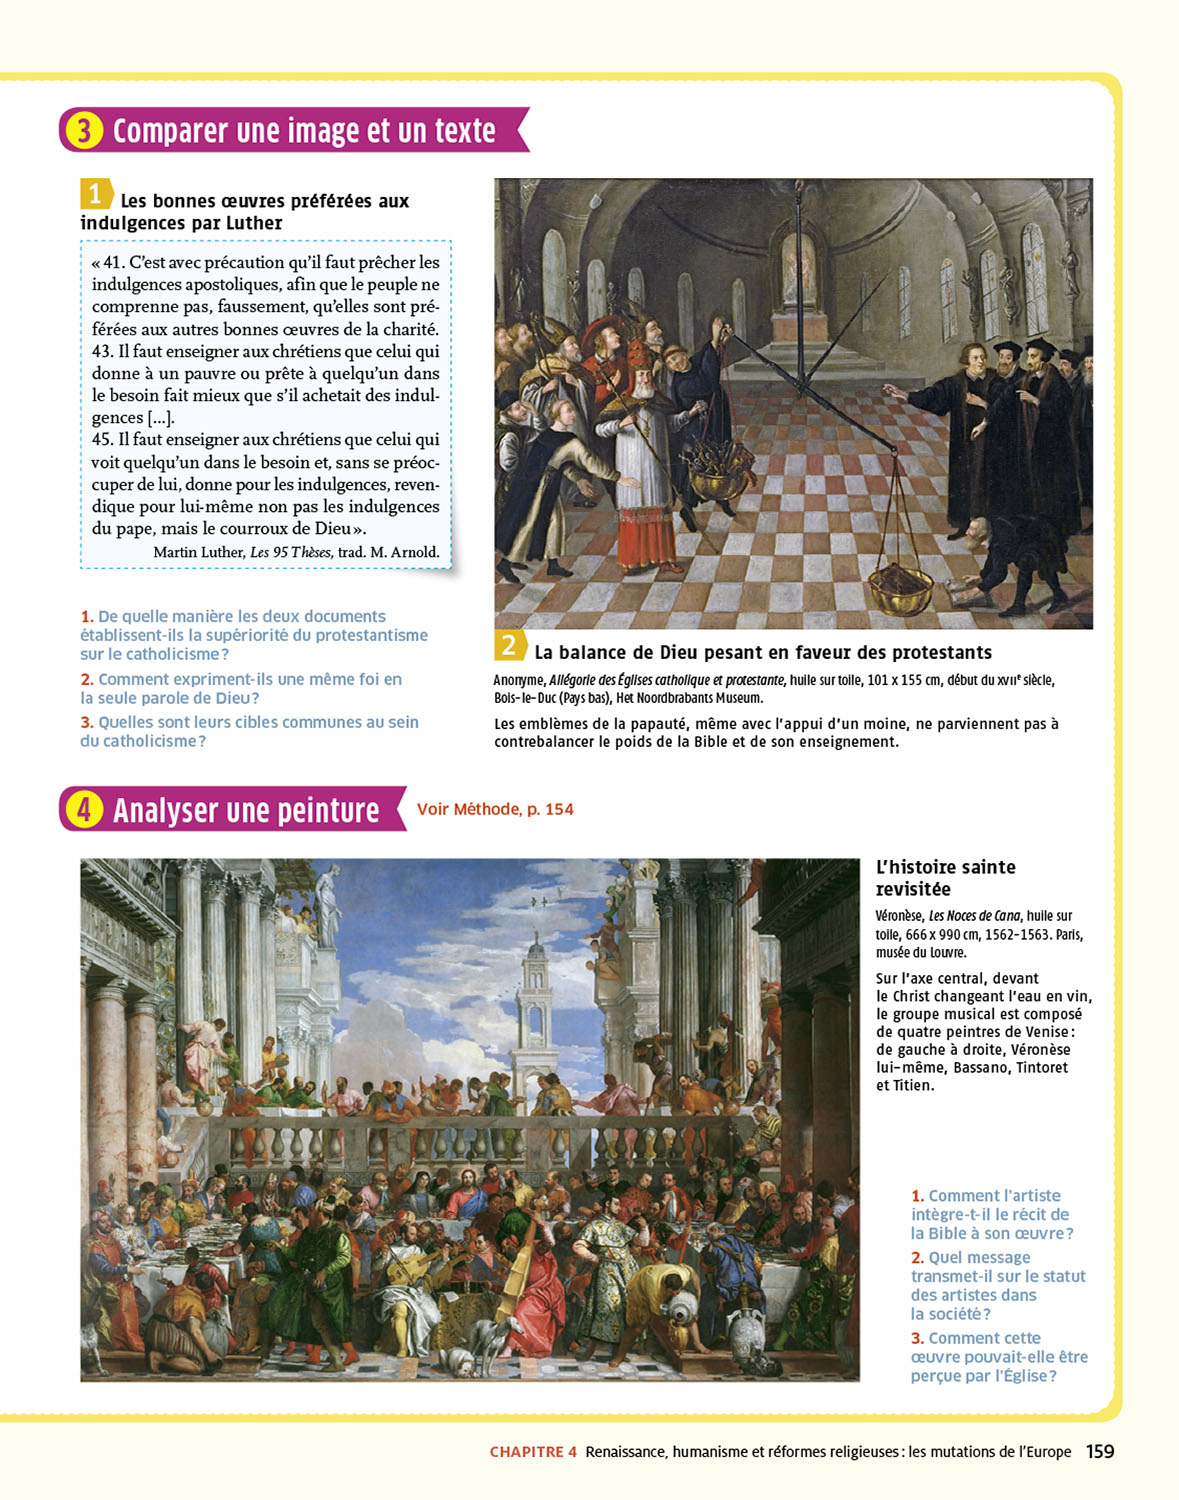 3 Comparer une image et un texte
1 Les bonnes œuvres préférées aux
indulgences par Luther
« 41. C'est avec précaution qu'il faut prêcher les
indulgences apostoliques, afin que le peuple ne
comprenne pas, faussement, qu'elles sont pré-
férées aux autres bonnes œuvres de la charité.
43. Il faut enseigner aux chrétiens que celui qui
donne à un pauvre ou prête à quelqu'un dans
le besoin fait mieux que s'il achetait des indul-
gences [...].
45. Il faut enseigner aux chrétiens que celui qui
voit quelqu'un dans le besoin et, sans se préoc-
cuper de lui, donne pour les indulgences, reven-
dique pour lui-même non pas les indulgences
du pape, mais le courroux de Dieu ».
Martin Luther, Les 95 Thèses, trad. M. Arnold.
1. De quelle manière les deux documents
établissent-ils la supériorité du protestantisme
sur le catholicisme ?
2. Comment expriment-ils une même foi en
la seule parole de Dieu ?
3. Quelles sont leurs cibles communes au sein
du catholicisme ?
2 La balance de Dieu pesant en faveur des protestants
Anonyme, Allégorie des Églises catholique et protestante, huile sur toile, 101 x 155 cm, début du XVIIe siècle,
Bois-le-Duc (Pays bas), Het Noordbrabants Museum.
Les emblèmes de la papauté, même avec l'appui d'un moine, ne parviennent pas à
contrebalancer le poids de la Bible et de son enseignement.
4 Analyser une peinture Voir Méthode, p. 154
L'histoire sainte
revisitée
Véronèse, Les Noces de Cana, huile sur
toile, 666 x 990 cm, 1562-1563. Paris,
musée du Louvre.
Sur l'axe central, devant
le Christ changeant l'eau en vin,
le groupe musical est composé
de quatre peintres de Venise :
de gauche à droite, Véronèse
lui-même, Bassano, Tintoret
et Titien.
1. Comment l'artiste
intègre-t-il le récit de
la Bible à son œuvre ?
2. Quel message
transmet-il sur le statut
des artistes dans
la société ?
3. Comment cette
œuvre pouvait-elle être
perçue par l'Église ?
CHAPITRE 4 Renaissance, humanisme et réformes religieuses : les mutations de l'Europe 159